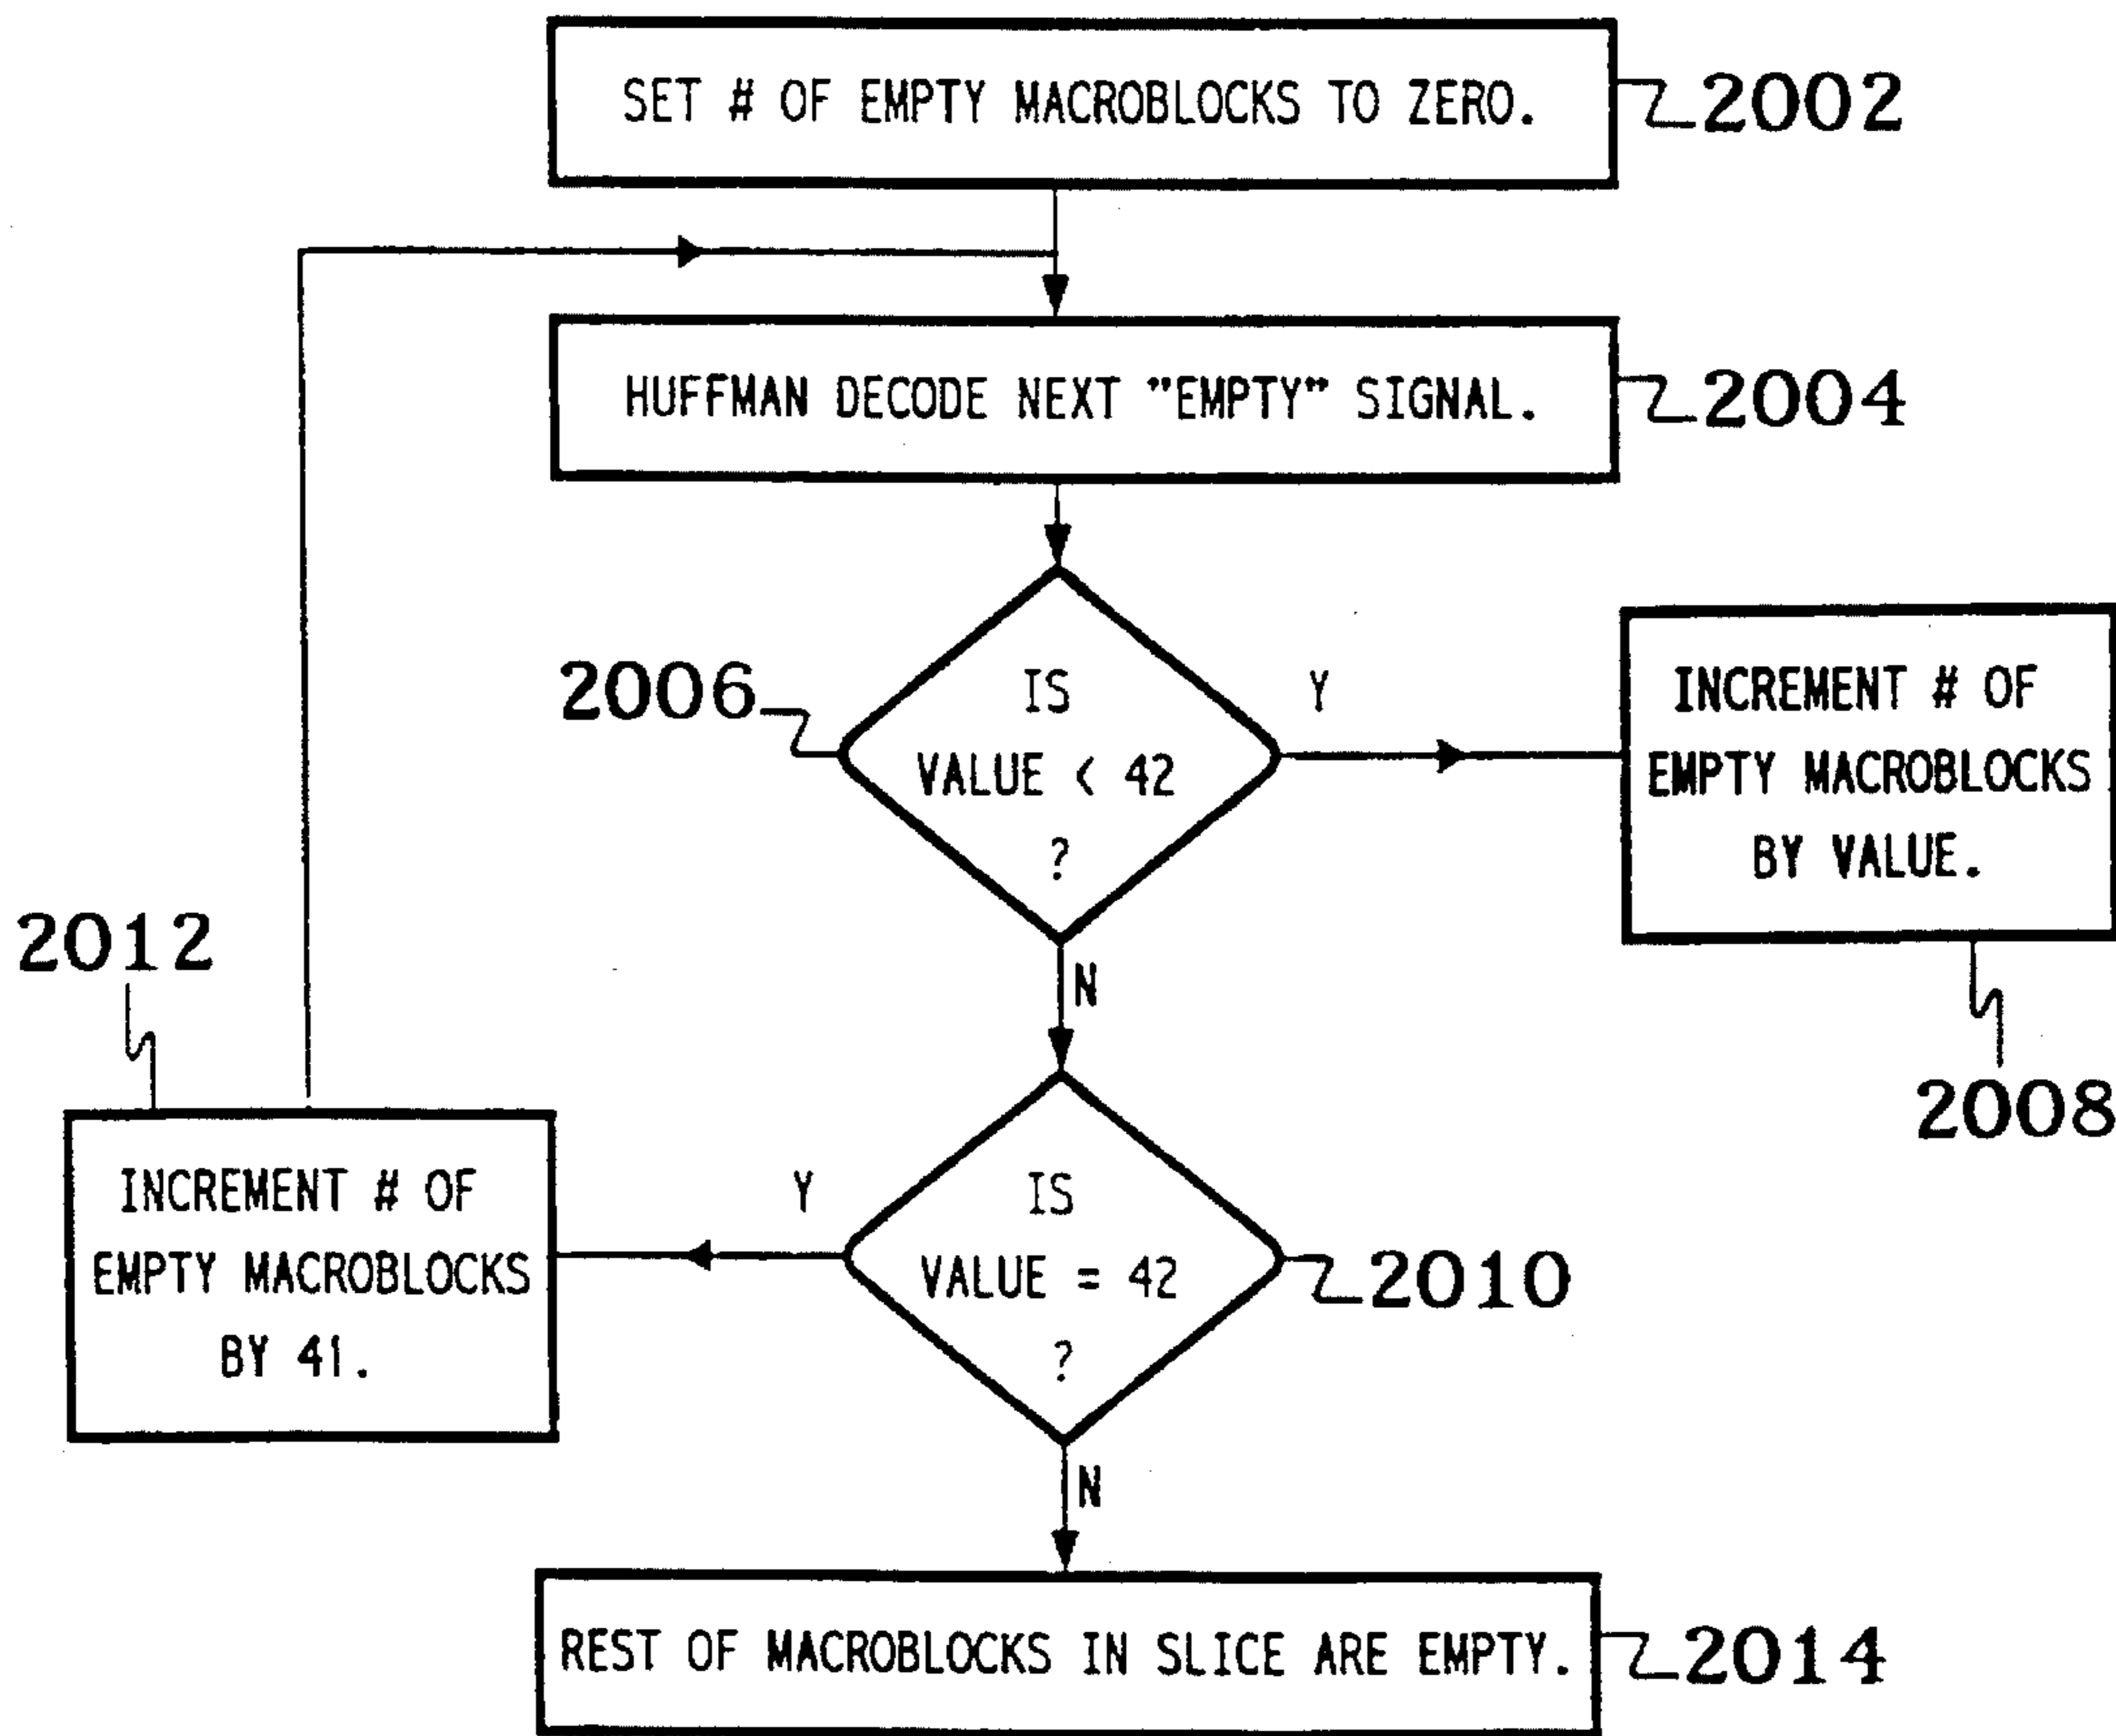 SET # OF EMPTY MACROBLOCKS TO ZERO.
2002
HUFFMAN DECODE NEXT "EMPTY" SIGNAL.
2004
2006
IS
VALUE < 42
?
Y
INCREMENT # OF
EMPTY MACROBLOCKS
BY VALUE.
2008
N
2012
INCREMENT # OF
EMPTY MACROBLOCKS
BY 41.
Y
IS
VALUE = 42
?
2010
N
REST OF MACROBLOCKS IN SLICE ARE EMPTY.
2014